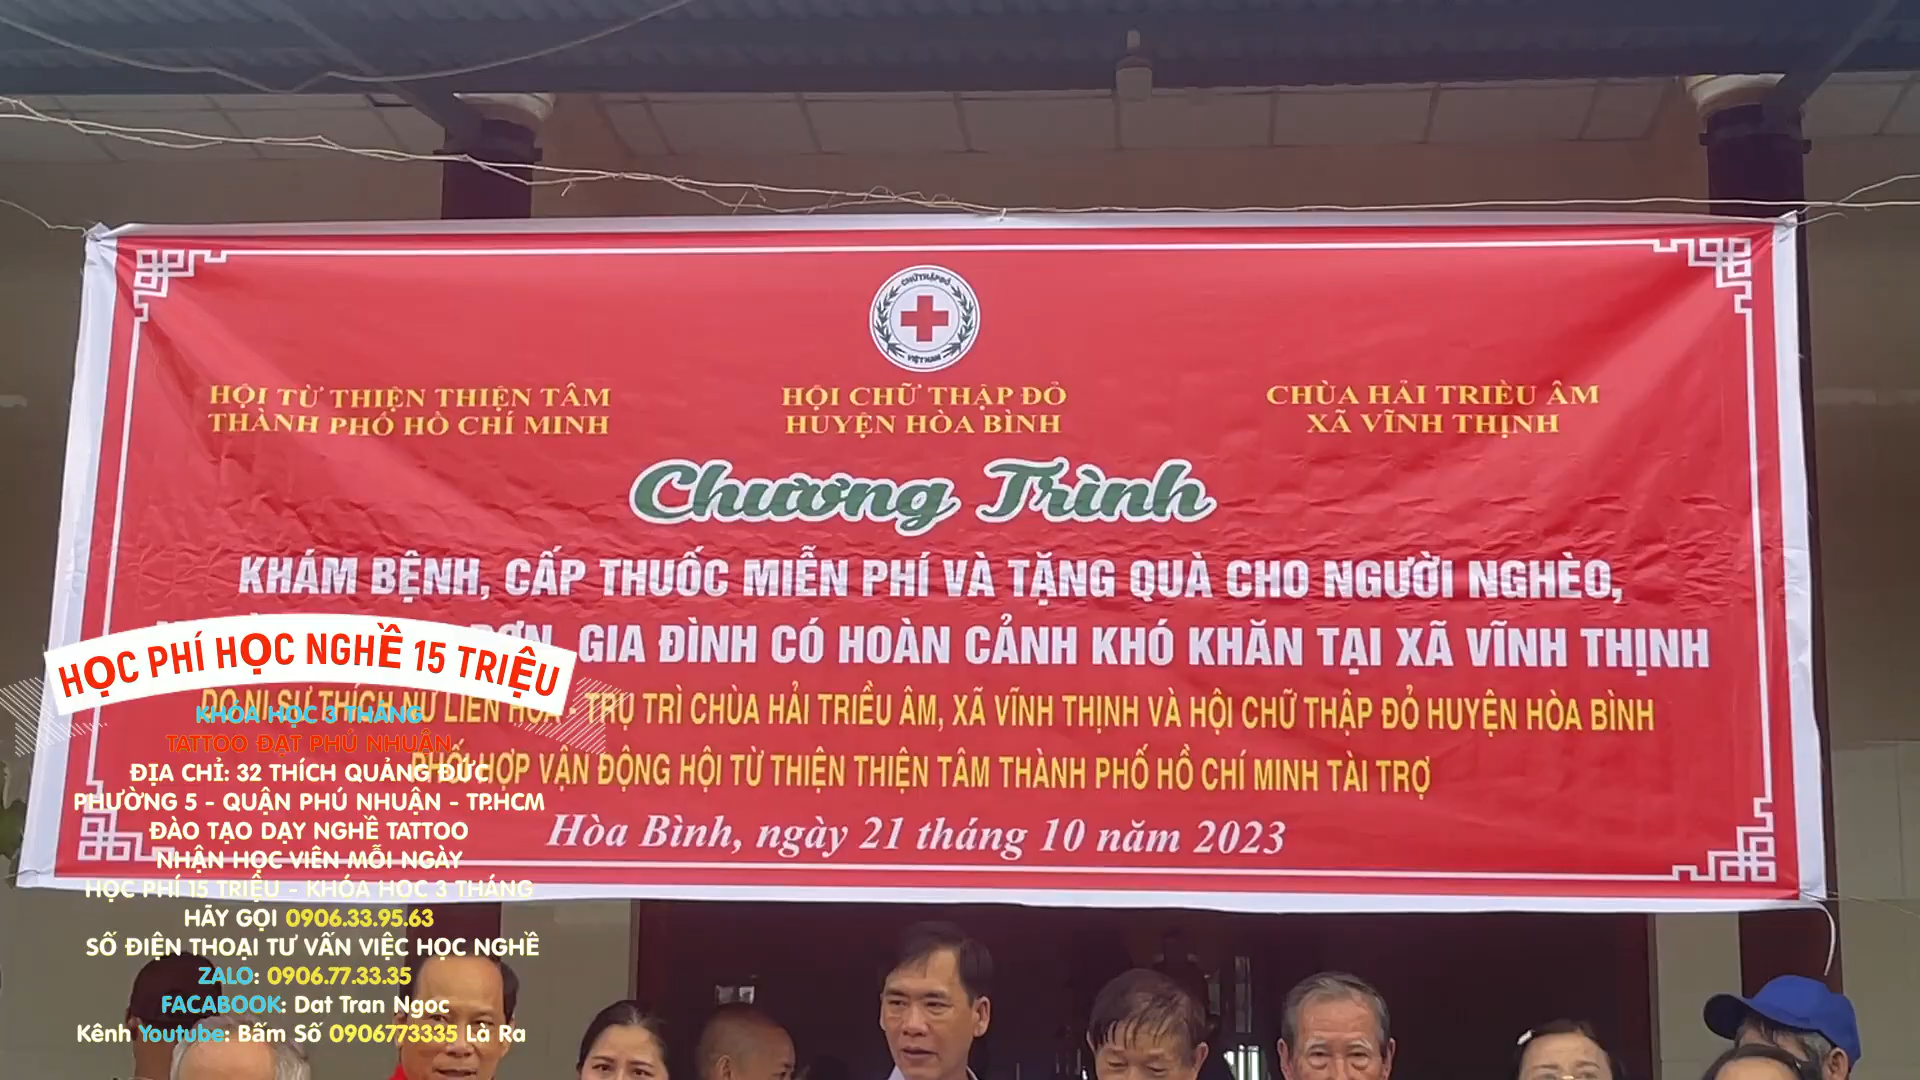 CHỮ THẬP ĐỎ
VIỆT NAM
HỘI TỪ THIỆN THIỆN TÂM
THÀNH PHỐ HỒ CHÍ MINH
HỘI CHỮ THẬP ĐỎ
HUYỆN HÒA BÌNH
CHÙA HẢI TRIỀU ÂM
XÃ VĨNH THỊNH
Chương Trình
KHÁM BỆNH, CẤP THUỐC MIỄN PHÍ VÀ TẶNG QUÀ CHO NGƯỜI NGHÈO,
GIA ĐÌNH CÓ HOÀN CẢNH KHÓ KHĂN TẠI XÃ VĨNH THỊNH
DO NI SƯ THÍCH NỮ LIÊN HOA - TRỤ TRÌ CHÙA HẢI TRIỀU ÂM, XÃ VĨNH THỊNH VÀ HỘI CHỮ THẬP ĐỎ HUYỆN HÒA BÌNH
PHỐI HỢP VẬN ĐỘNG HỘI TỪ THIỆN THIỆN TÂM THÀNH PHỐ HỒ CHÍ MINH TÀI TRỢ
Hòa Bình, ngày 21 tháng 10 năm 2023
HỌC PHÍ HỌC NGHỀ 15 TRIỆU
KHÓA HỌC 3 THÁNG
TATTOO ĐẠT PHÚ NHUẬN
ĐỊA CHỈ: 32 THÍCH QUẢNG ĐỨC
PHƯỜNG 5 - QUẬN PHÚ NHUẬN - TP.HCM
ĐÀO TẠO DẠY NGHỀ TATTOO
NHẬN HỌC VIÊN MỖI NGÀY
HỌC PHÍ 15 TRIỆU - KHÓA HỌC 3 THÁNG
HÃY GỌI 0906.33.95.63
SỐ ĐIỆN THOẠI TƯ VẤN VIỆC HỌC NGHỀ
ZALO: 0906.77.33.35
FACABOOK: Dat Tran Ngoc
Kênh Youtube: Bấm Số 0906773335 Là Ra